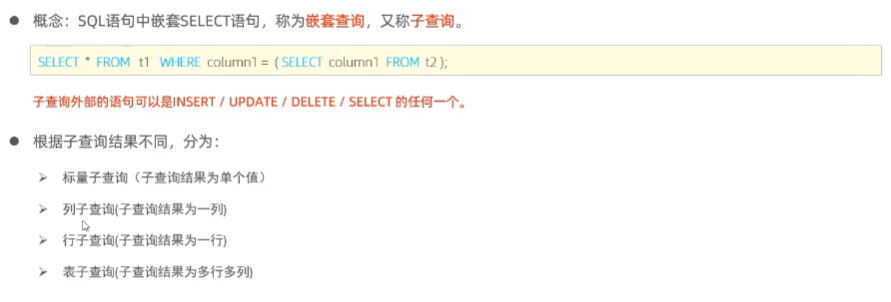 ● 概念：SQL语句中嵌套SELECT语句，称为嵌套查询，又称子查询。
SELECT * FROM t1 WHERE column1 = ( SELECT column1 FROM t2 );
子查询外部的语句可以是INSERT / UPDATE / DELETE / SELECT 的任何一个。
● 根据子查询结果不同，分为：
➢ 标量子查询（子查询结果为单个值）
➢ 列子查询(子查询结果为一列)
➢ 行子查询(子查询结果为一行)
➢ 表子查询(子查询结果为多行多列)